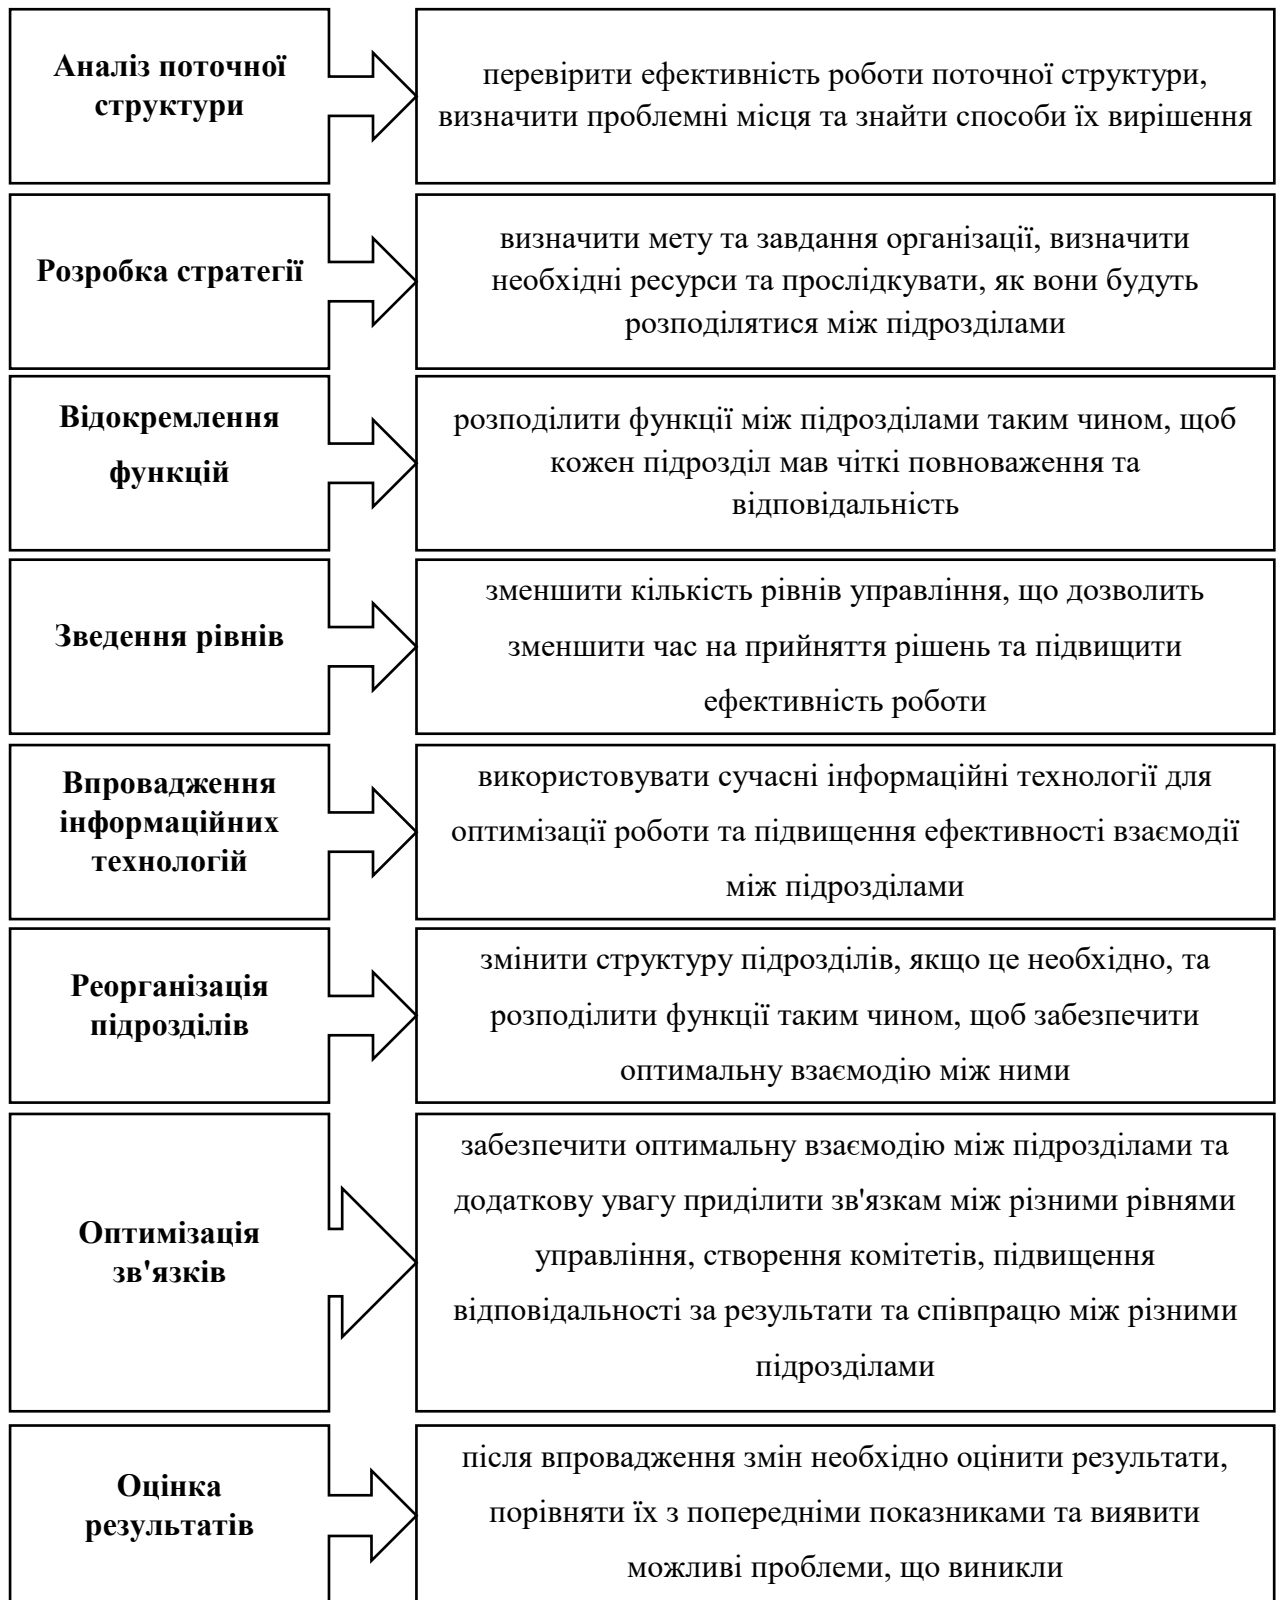 Аналіз поточної
структури
перевірити ефективність роботи поточної структури,
визначити проблемні місця та знайти способи їх вирішення
Розробка стратегії
визначити мету та завдання організації, визначити
необхідні ресурси та прослідкувати, як вони будуть
розподілятися між підрозділами
Відокремлення
функцій
розподілити функції між підрозділами таким чином, щоб
кожен підрозділ мав чіткі повноваження та
відповідальність
Зведення рівнів
зменшити кількість рівнів управління, що дозволить
зменшити час на прийняття рішень та підвищити
ефективність роботи
Впровадження
інформаційних
технологій
використовувати сучасні інформаційні технології для
оптимізації роботи та підвищення ефективності взаємодії
між підрозділами
Реорганізація
підрозділів
змінити структуру підрозділів, якщо це необхідно, та
розподілити функції таким чином, щоб забезпечити
оптимальну взаємодію між ними
Оптимізація
зв'язків
забезпечити оптимальну взаємодію між підрозділами та
додаткову увагу приділити зв'язкам між різними рівнями
управління, створення комітетів, підвищення
відповідальності за результати та співпрацю між різними
підрозділами
Оцінка
результатів
після впровадження змін необхідно оцінити результати,
порівняти їх з попередніми показниками та виявити
можливі проблеми, що виникли